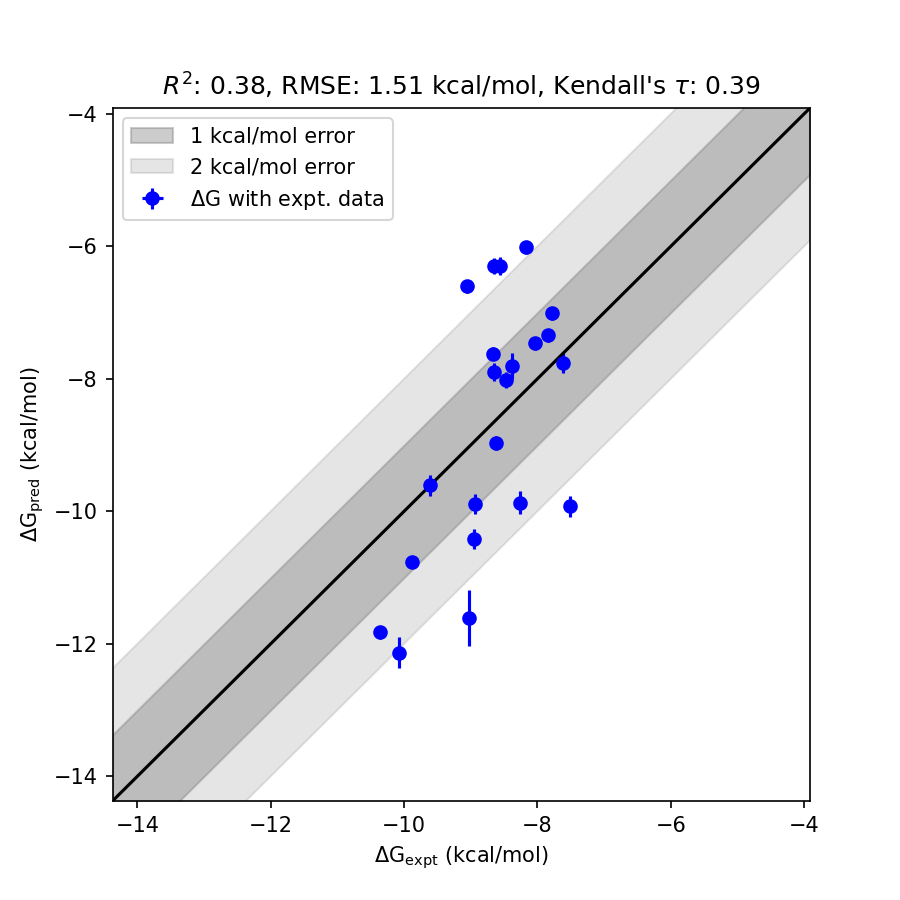 R²: 0.38, RMSE: 1.51 kcal/mol, Kendall's τ: 0.39
1 kcal/mol error
2 kcal/mol error
ΔG with expt. data
−4
−6
−8
−10
−12
−14
ΔGpred (kcal/mol)
−14 −12 −10 −8 −6 −4
ΔGexpt (kcal/mol)